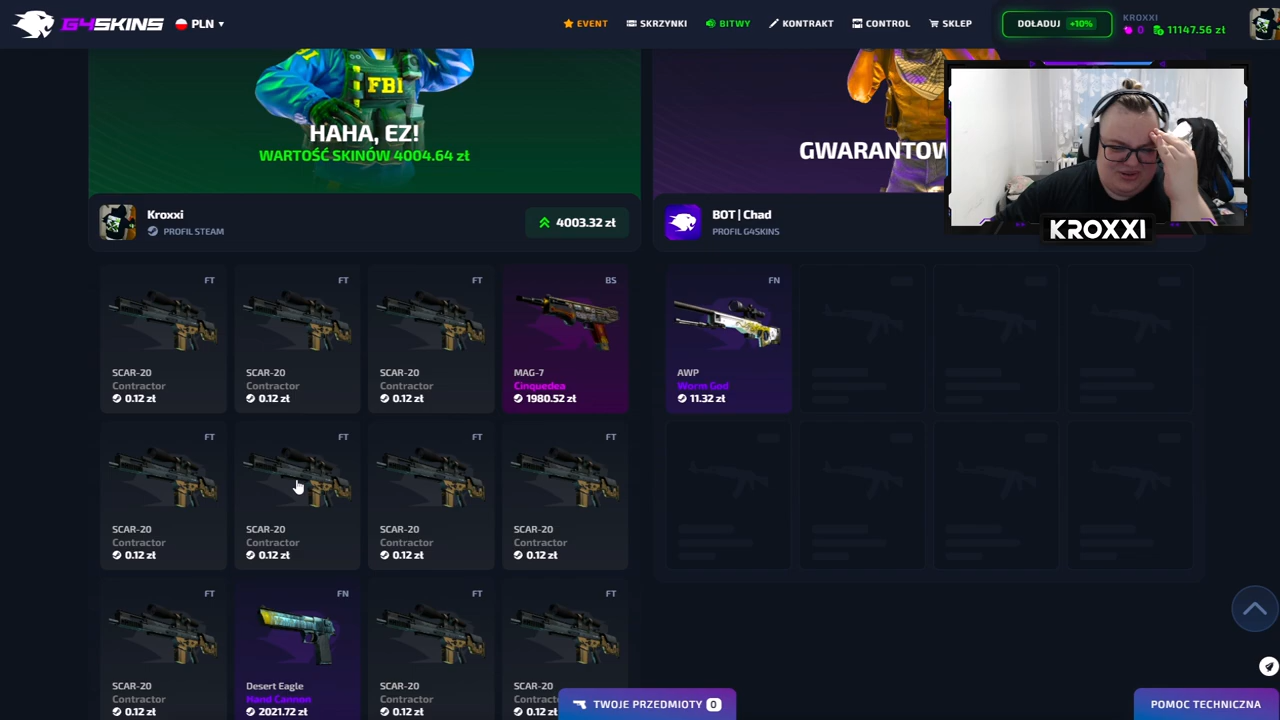 G4SKINS
PLN
EVENT
SKRZYNKI
BITWY
KONTRAKT
CONTROL
SKLEP
DOŁADUJ +10%
KROXXI
0 11147.56 zł
FBI
HAHA, EZ!
WARTOŚĆ SKINÓW 4004.64 zł
GWARANTOW
Kroxxi
PROFIL STEAM
4003.32 zł
BOT | Chad
PROFIL G4SKINS
KROXXI
FT
SCAR-20
Contractor
0.12 zł
FT
SCAR-20
Contractor
0.12 zł
FT
SCAR-20
Contractor
0.12 zł
BS
MAG-7
Cinquedea
1980.52 zł
FN
AWP
Worm God
11.32 zł
FT
SCAR-20
Contractor
0.12 zł
FT
SCAR-20
Contractor
0.12 zł
FT
SCAR-20
Contractor
0.12 zł
FT
SCAR-20
Contractor
0.12 zł
FT
SCAR-20
Contractor
0.12 zł
FN
Desert Eagle
Hand Cannon
2021.72 zł
FT
SCAR-20
Contractor
0.12 zł
FT
SCAR-20
Contractor
0.12 zł
TWOJE PRZEDMIOTY 0
POMOC TECHNICZNA